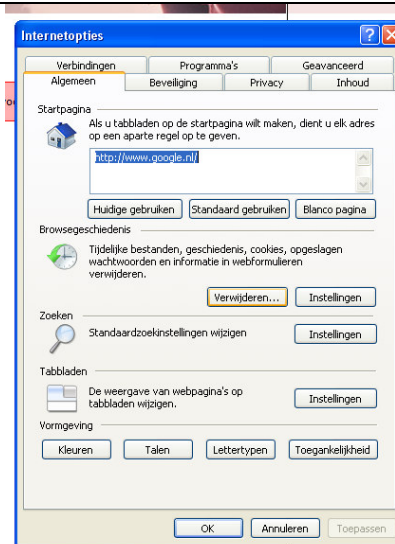 Internetopties
Verbindingen Programma's Geavanceerd
Algemeen Beveiliging Privacy Inhoud
Startpagina
Als u tabbladen op de startpagina wilt maken, dient u elk adres
op een aparte regel op te geven.
http://www.google.nl/
Huidige gebruiken Standaard gebruiken Blanco pagina
Browsegeschiedenis
Tijdelijke bestanden, geschiedenis, cookies, opgeslagen
wachtwoorden en informatie in webformulieren
verwijderen.
Verwijderen... Instellingen
Zoeken
Standaardzoekinstellingen wijzigen Instellingen
Tabbladen
De weergave van webpagina's op
tabbladen wijzigen.
Instellingen
Vormgeving
Kleuren Talen Lettertypen Toegankelijkheid
OK Annuleren Toepassen